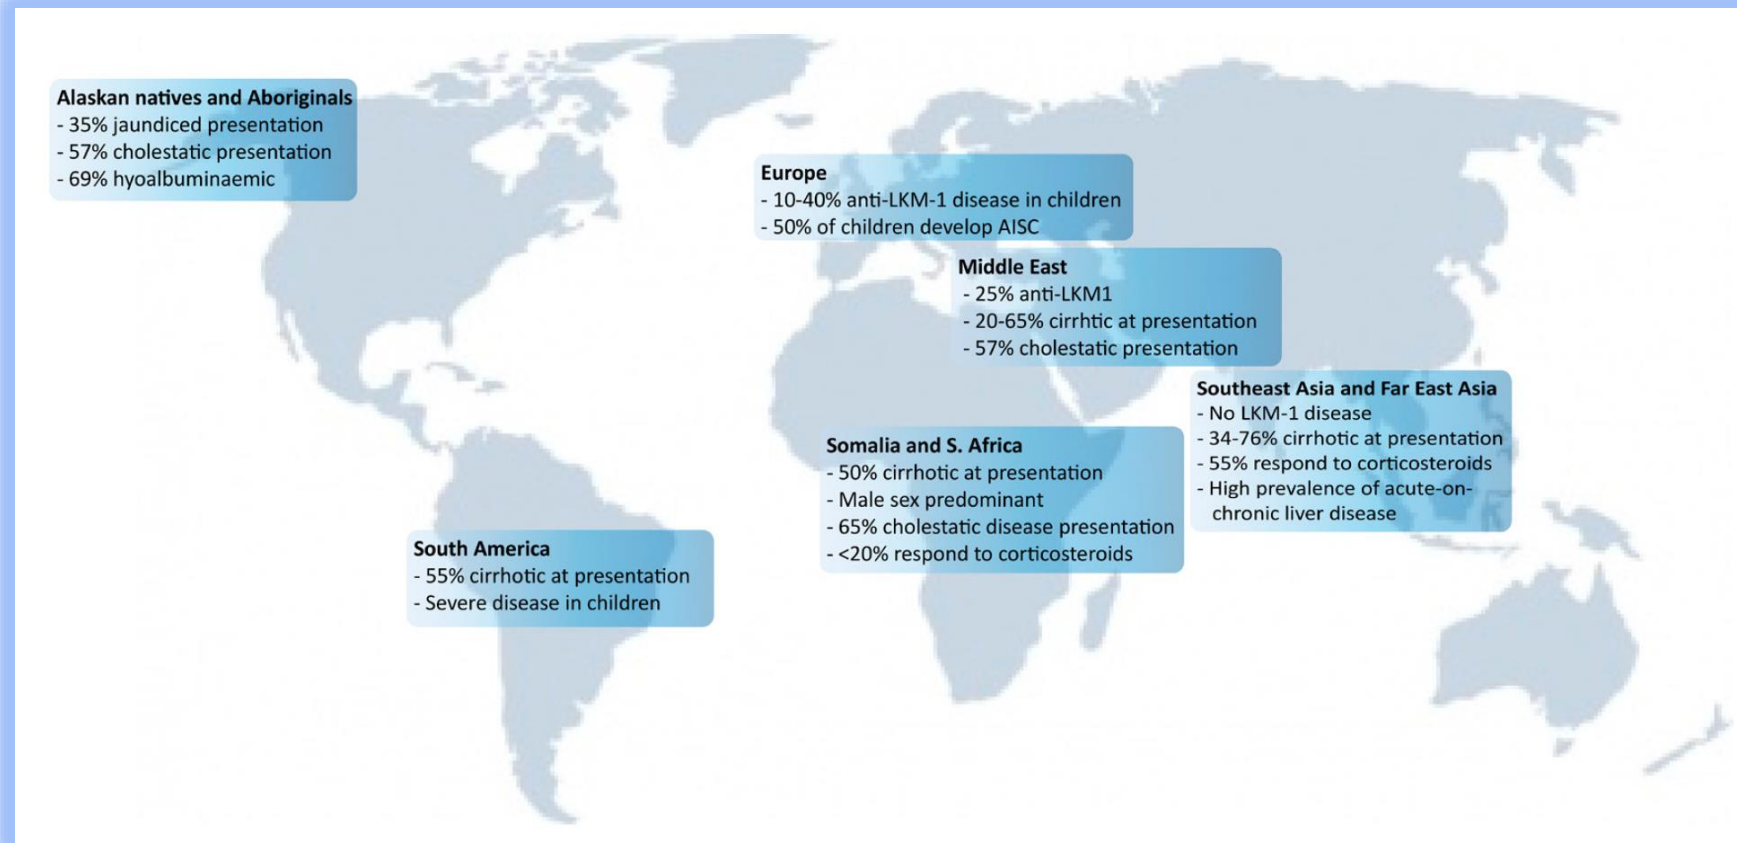 Alaskan natives and Aboriginals
- 35% jaundiced presentation
- 57% cholestatic presentation
- 69% hyoalbuminaemic
Europe
- 10-40% anti-LKM-1 disease in children
- 50% of children develop AISC
Middle East
- 25% anti-LKM1
- 20-65% cirrhtic at presentation
- 57% cholestatic presentation
Southeast Asia and Far East Asia
- No LKM-1 disease
- 34-76% cirrhotic at presentation
- 55% respond to corticosteroids
- High prevalence of acute-on-
chronic liver disease
Somalia and S. Africa
- 50% cirrhotic at presentation
- Male sex predominant
- 65% cholestatic disease presentation
- <20% respond to corticosteroids
South America
- 55% cirrhotic at presentation
- Severe disease in children